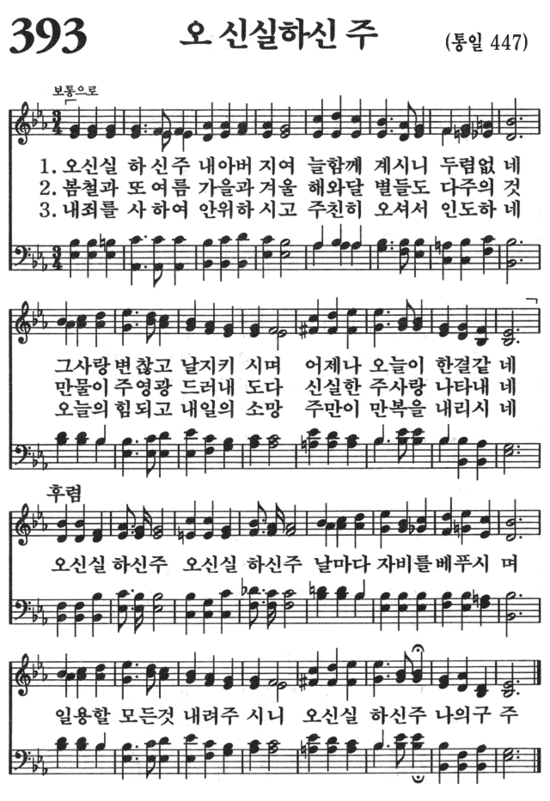 393 오 신실하신 주 (통일 447)
보통으로
3/4
1. 오신실 하신주 내아버지여 늘함께 계시니 두렴없네
2. 봄철과 또여름 가을과겨울 해와달 별들도 다주의것
3. 내죄를 사하여 안위하시고 주친히 오셔서 인도하네
그사랑변찮고 날지키시며 어제나 오늘이 한결같네
만물이주영광 드러내도다 신실한 주사랑 나타내네
오늘의힘되고 내일의소망 주만이 만복을 내리시네
후렴
오신실하신주 오신실하신주 날마다 자비를베푸시며
일용할모든것 내려주시니 오신실하신주 나의구주